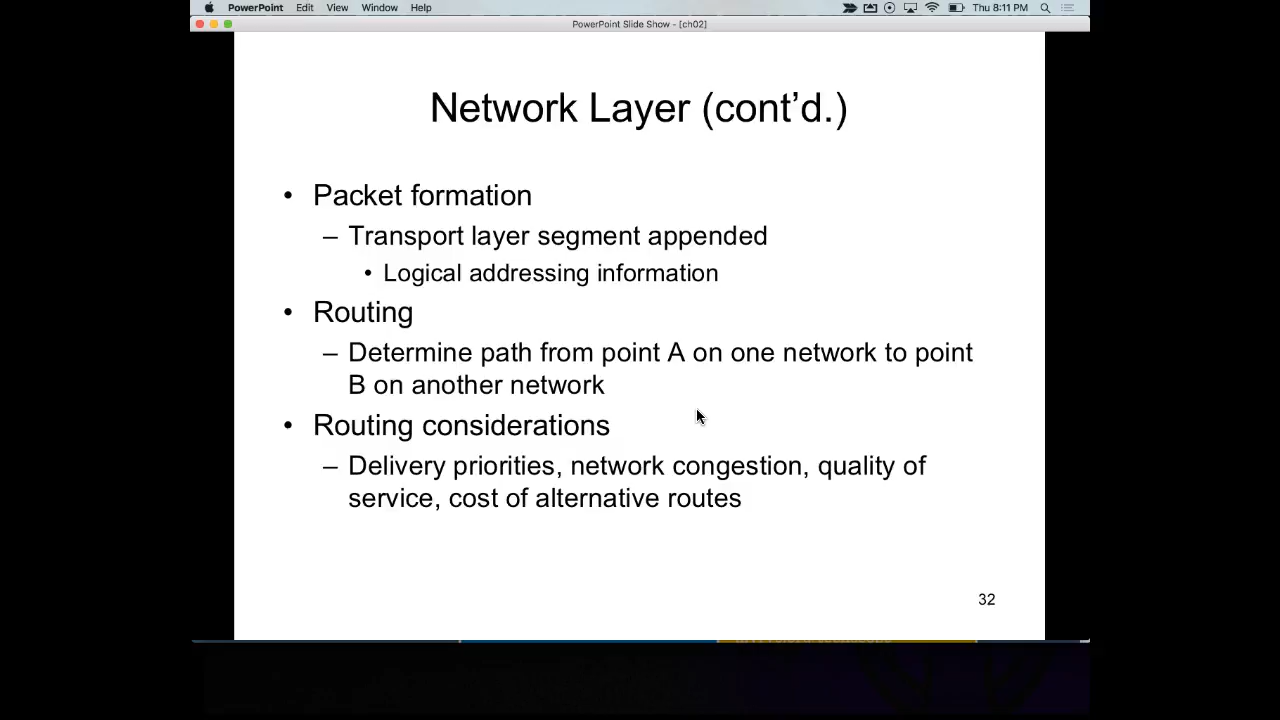 PowerPoint Edit View Window Help Thu 8:11 PM
PowerPoint Slide Show - [ch02]
Network Layer (cont’d.)
• Packet formation
– Transport layer segment appended
• Logical addressing information
• Routing
– Determine path from point A on one network to point
B on another network
• Routing considerations
– Delivery priorities, network congestion, quality of
service, cost of alternative routes
32